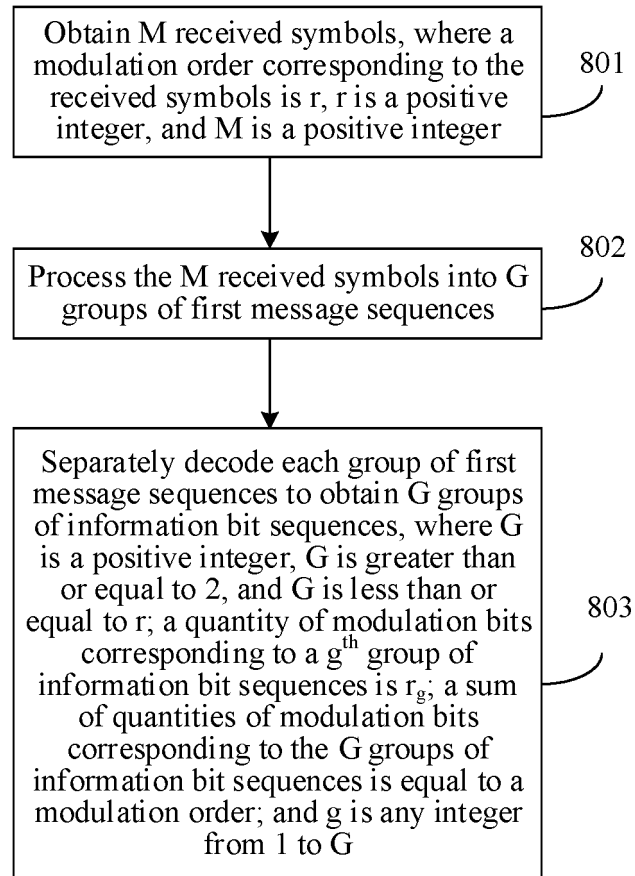 Obtain M received symbols, where a
modulation order corresponding to the
received symbols is r, r is a positive
integer, and M is a positive integer
801
Process the M received symbols into G
groups of first message sequences
802
Separately decode each group of first
message sequences to obtain G groups
of information bit sequences, where G
is a positive integer, G is greater than
or equal to 2, and G is less than or
equal to r; a quantity of modulation bits
corresponding to a gth group of
information bit sequences is rg; a sum
of quantities of modulation bits
corresponding to the G groups of
information bit sequences is equal to a
modulation order; and g is any integer
from 1 to G
803